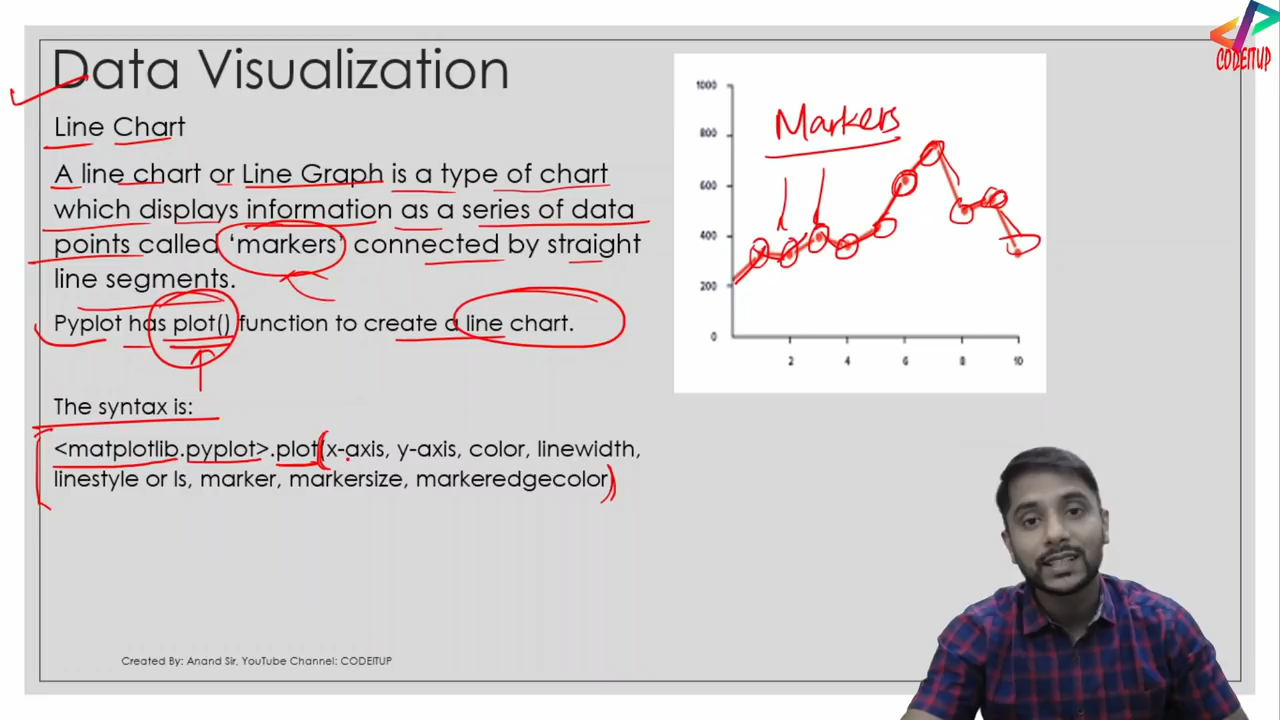 Data Visualization
Line Chart
A line chart or Line Graph is a type of chart
which displays information as a series of data
points called ‘markers’ connected by straight
line segments.
Pyplot has plot() function to create a line chart.
The syntax is:
<matplotlib.pyplot>.plot(x-axis, y-axis, color, linewidth,
linestyle or ls, marker, markersize, markeredgecolor)
Created By: Anand Sir, YouTube Channel: CODEITUP
CODEITUP
Markers
1000
800
600
400
200
0
2 4 6 8 10